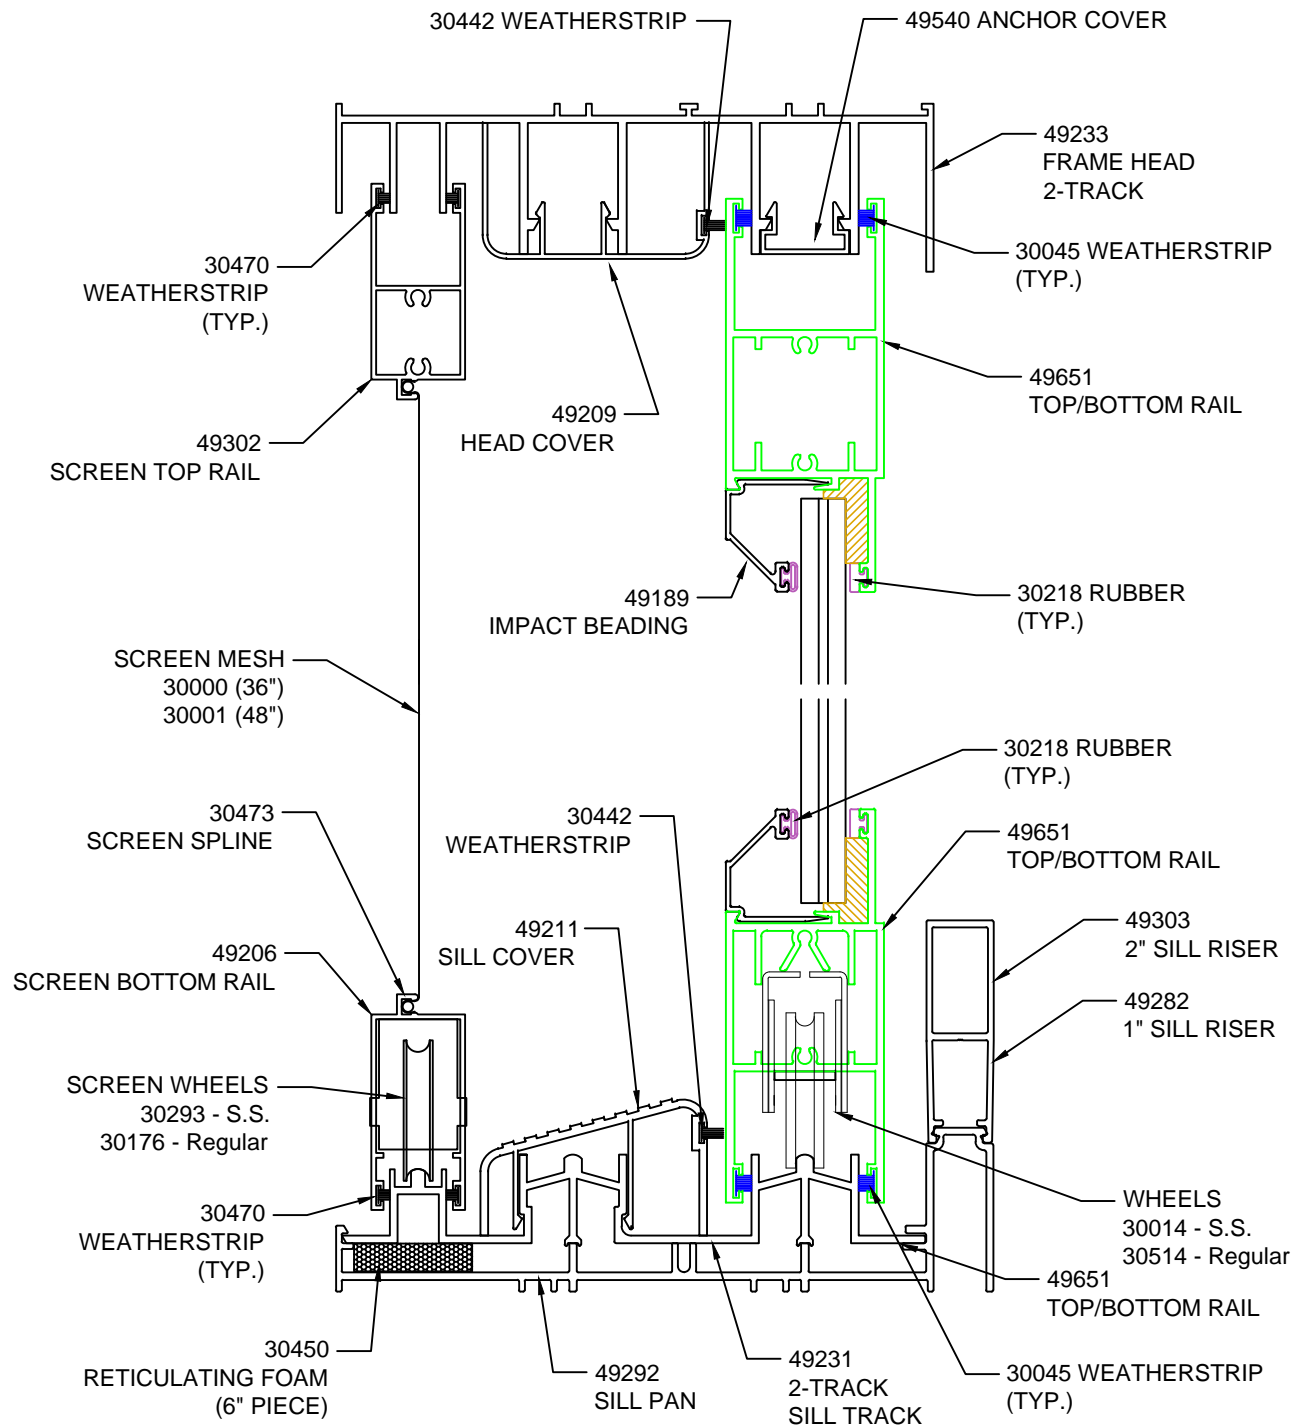 30442 WEATHERSTRIP
49540 ANCHOR COVER
49233
FRAME HEAD
2-TRACK
30470
WEATHERSTRIP
(TYP.)
30045 WEATHERSTRIP
(TYP.)
49651
TOP/BOTTOM RAIL
49209
HEAD COVER
49302
SCREEN TOP RAIL
49189
IMPACT BEADING
30218 RUBBER
(TYP.)
SCREEN MESH
30000 (36")
30001 (48")
30218 RUBBER
(TYP.)
30473
SCREEN SPLINE
30442
WEATHERSTRIP
49651
TOP/BOTTOM RAIL
49211
SILL COVER
49303
2" SILL RISER
49206
SCREEN BOTTOM RAIL
49282
1" SILL RISER
SCREEN WHEELS
30293 - S.S.
30176 - Regular
30470
WEATHERSTRIP
(TYP.)
WHEELS
30014 - S.S.
30514 - Regular
49651
TOP/BOTTOM RAIL
30450
RETICULATING FOAM
(6" PIECE)
49292
SILL PAN
49231
2-TRACK
SILL TRACK
30045 WEATHERSTRIP
(TYP.)